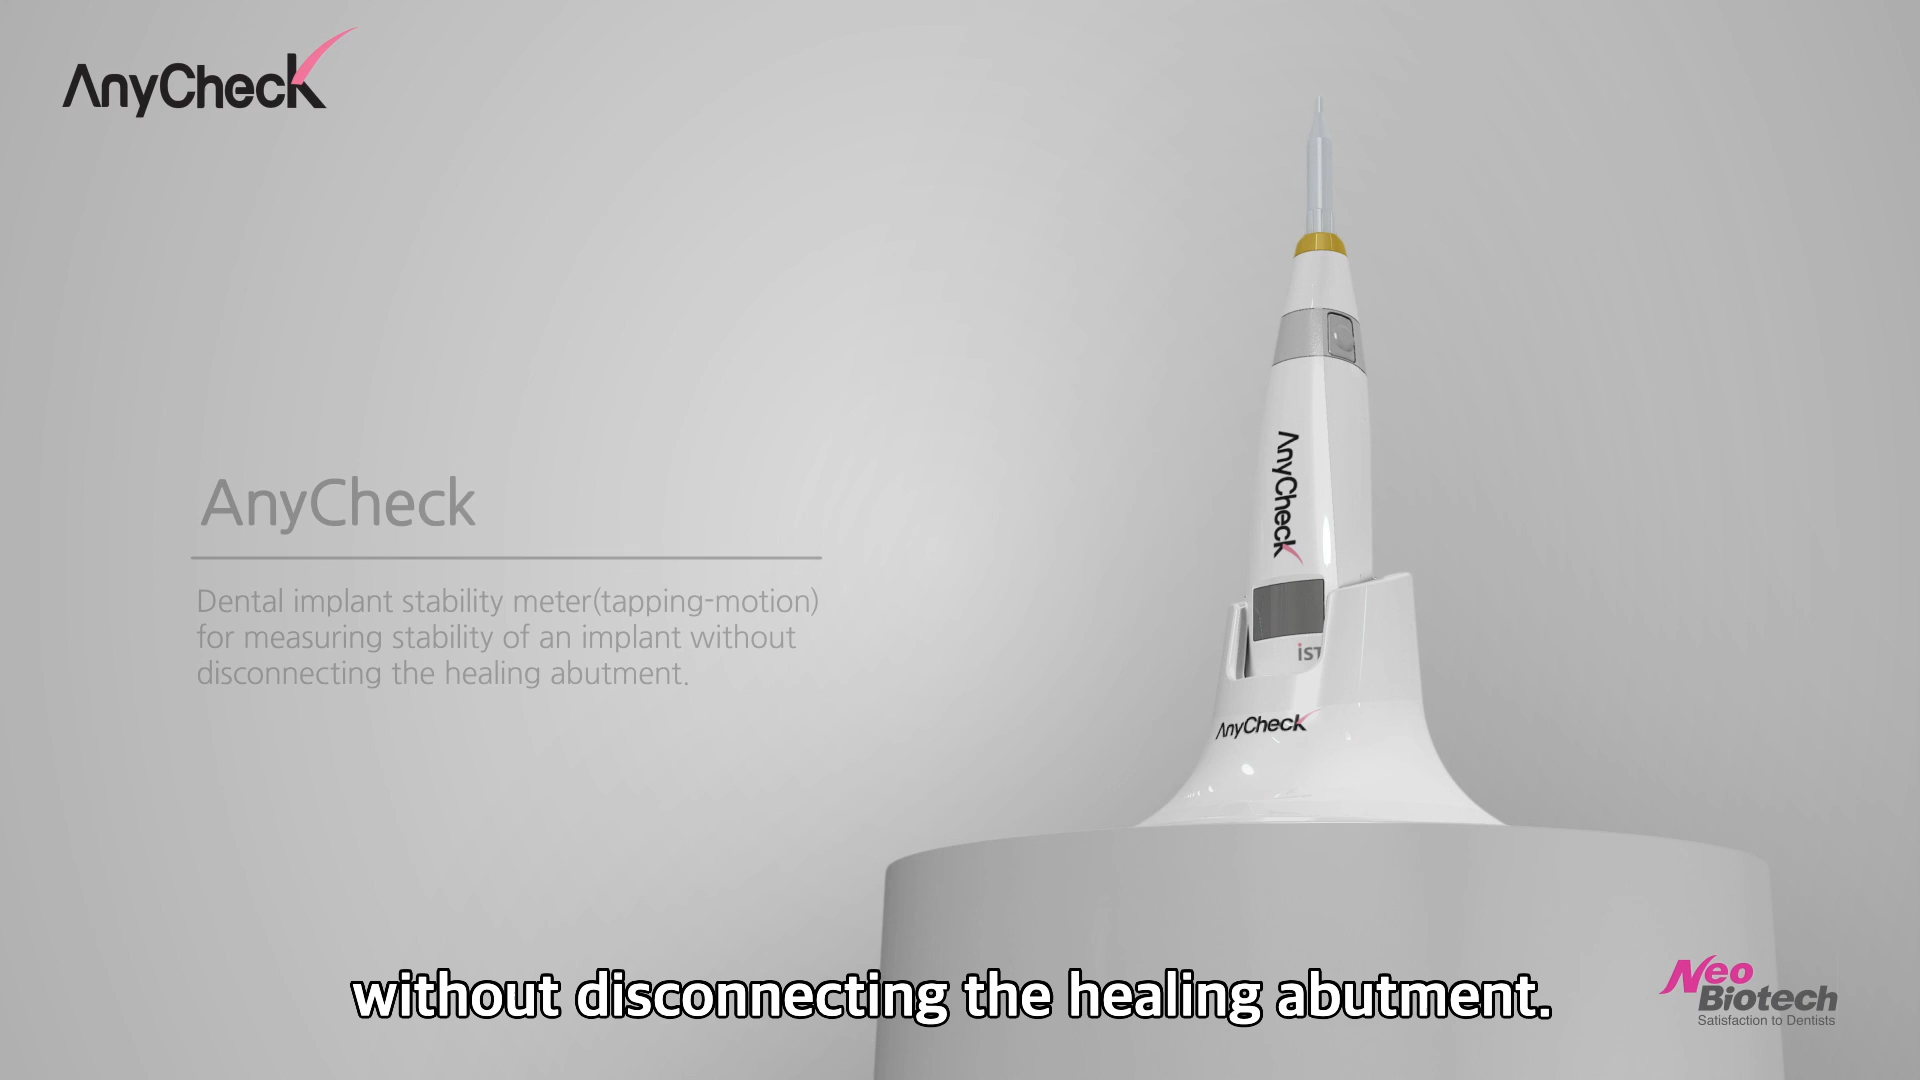 AnyCheck
AnyCheck
Dental implant stability meter(tapping-motion)
for measuring stability of an implant without
disconnecting the healing abutment.
AnyCheck
iST
AnyCheck
without disconnecting the healing abutment.
Neo
Biotech
Satisfaction to Dentists